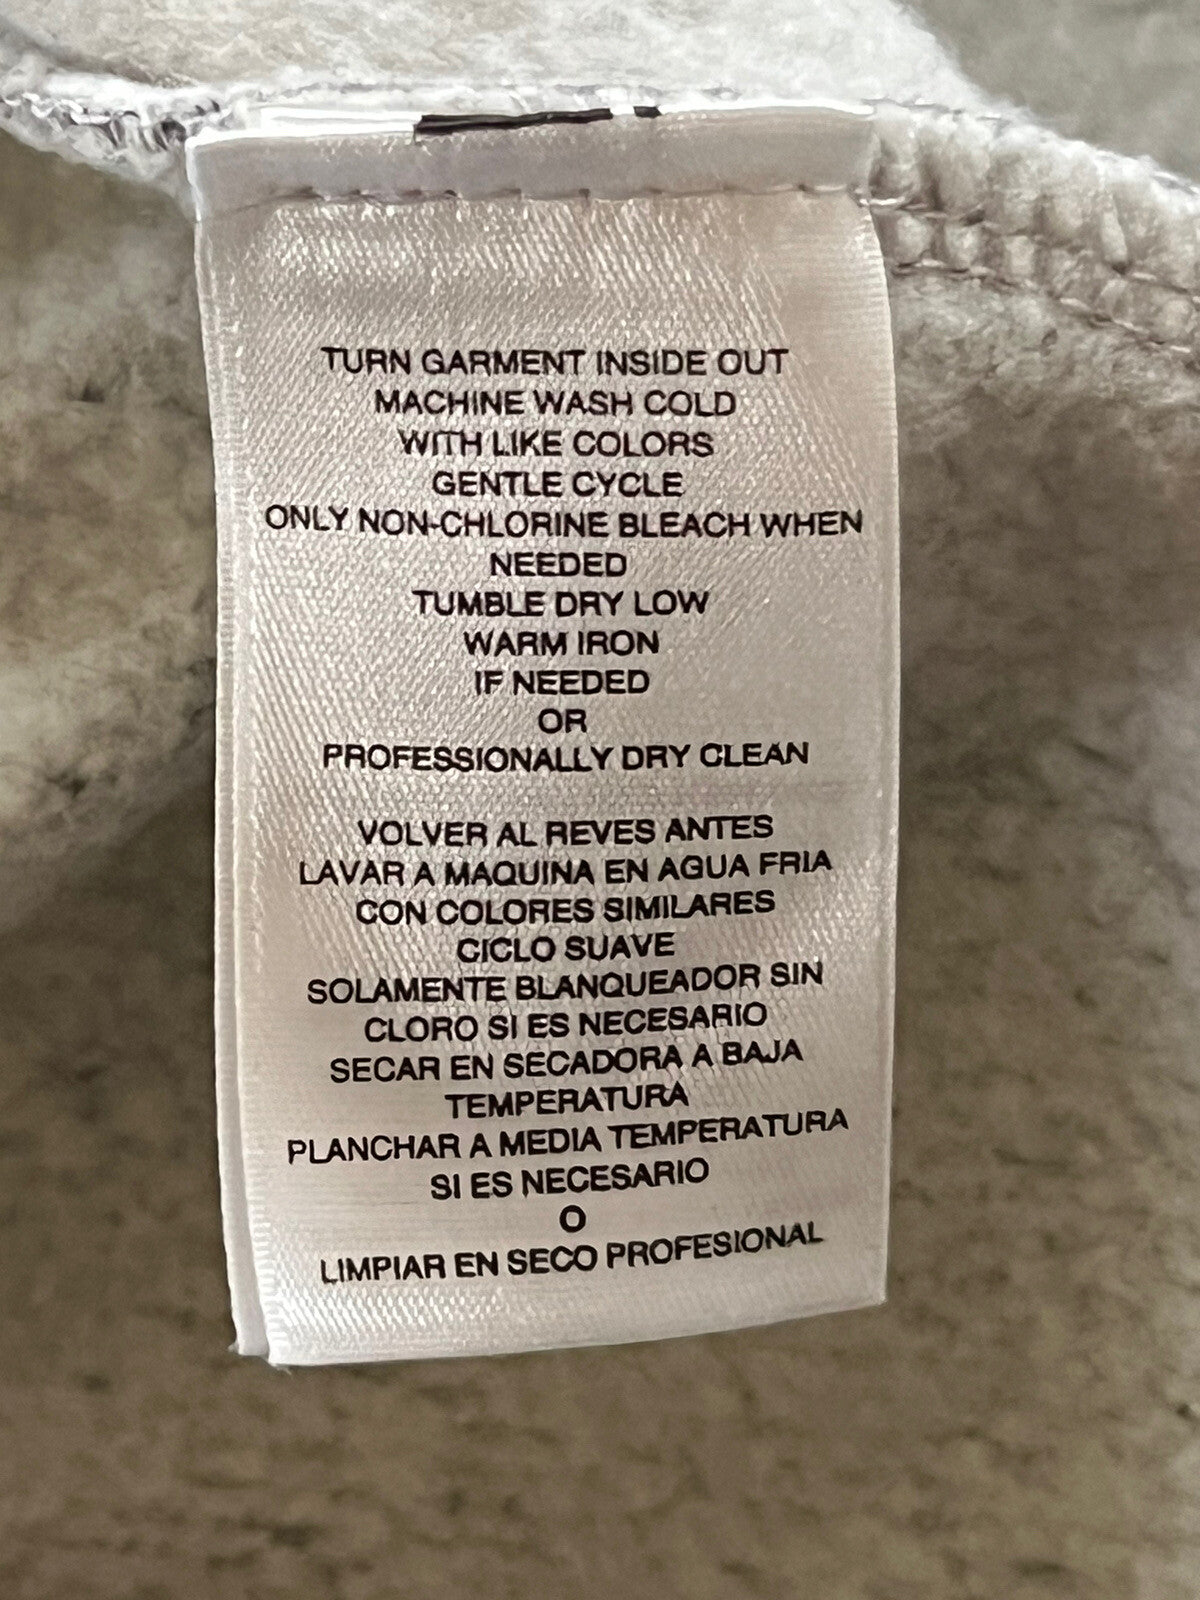 TURN GARMENT INSIDE OUT
MACHINE WASH COLD
WITH LIKE COLORS
GENTLE CYCLE
ONLY NON-CHLORINE BLEACH WHEN
NEEDED
TUMBLE DRY LOW
WARM IRON
IF NEEDED
OR
PROFESSIONALLY DRY CLEAN
VOLVER AL REVES ANTES
LAVAR A MAQUINA EN AGUA FRIA
CON COLORES SIMILARES
CICLO SUAVE
SOLAMENTE BLANQUEADOR SIN
CLORO SI ES NECESARIO
SECAR EN SECADORA A BAJA
TEMPERATURA
PLANCHAR A MEDIA TEMPERATURA
SI ES NECESARIO
O
LIMPIAR EN SECO PROFESIONAL